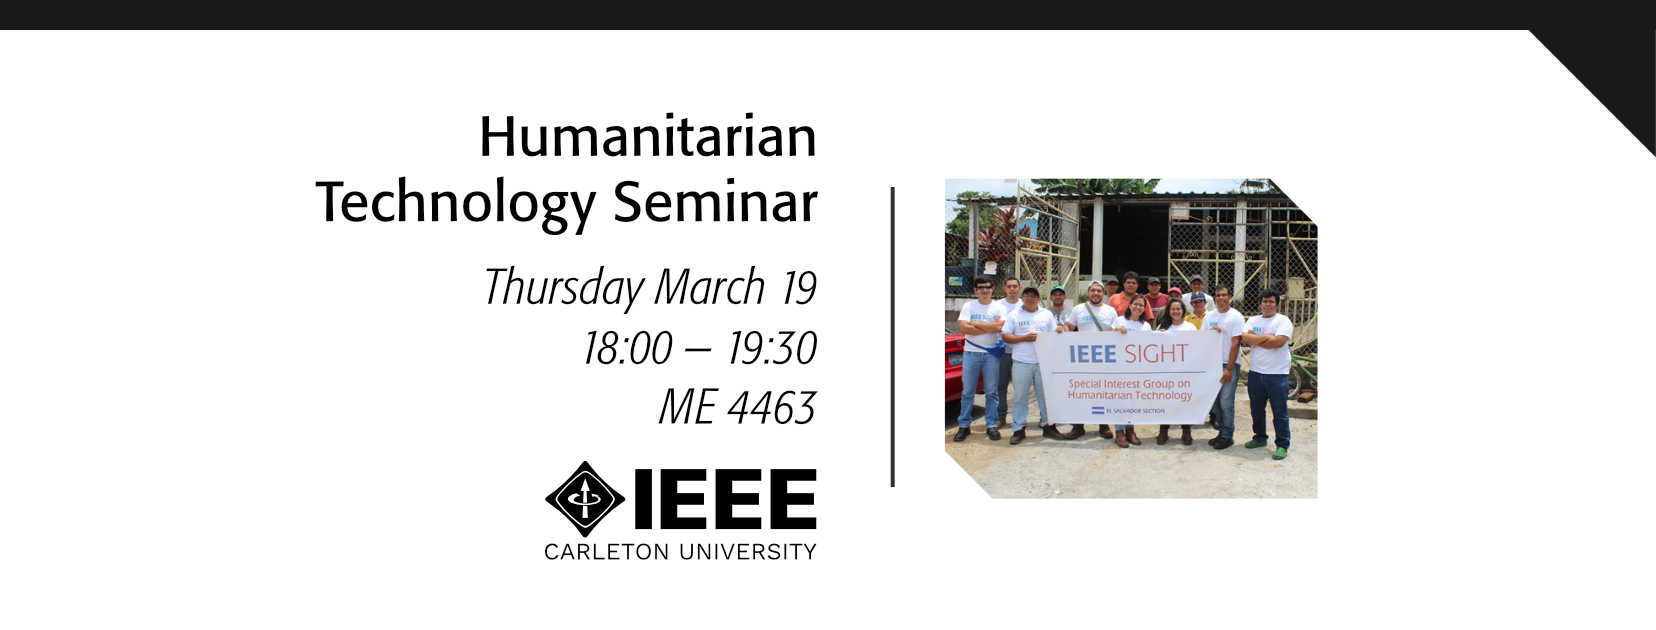 Humanitarian
Technology Seminar
Thursday March 19
18:00 – 19:30
ME 4463
IEEE
CARLETON UNIVERSITY
IEEE SIGHT
Special Interest Group on
Humanitarian Technology
EL SALVADOR SECTION